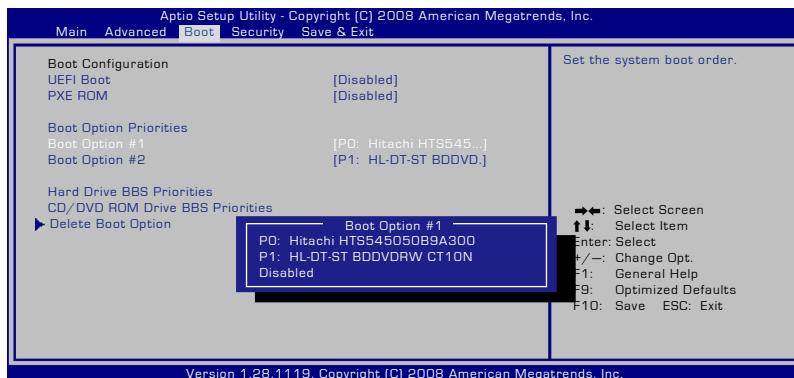 Aptio Setup Utility - Copyright (C) 2008 American Megatrends, Inc.
Main Advanced Boot Security Save & Exit
Boot Configuration
UEFI Boot [Disabled]
PXE ROM [Disabled]
Boot Option Priorities
Boot Option #1 [P0: Hitachi HTS545...]
Boot Option #2 [P1: HL-DT-ST BDDVD.]
Hard Drive BBS Priorities
CD/DVD ROM Drive BBS Priorities
Delete Boot Option
Boot Option #1
P0: Hitachi HTS545050B9A300
P1: HL-DT-ST BDDVDRW CT10N
Disabled
Set the system boot order.
→←: Select Screen
↑↓: Select Item
Enter: Select
+/—: Change Opt.
F1: General Help
F9: Optimized Defaults
F10: Save ESC: Exit
Version 1.28.1119. Copyright (C) 2008 American Megatrends, Inc.